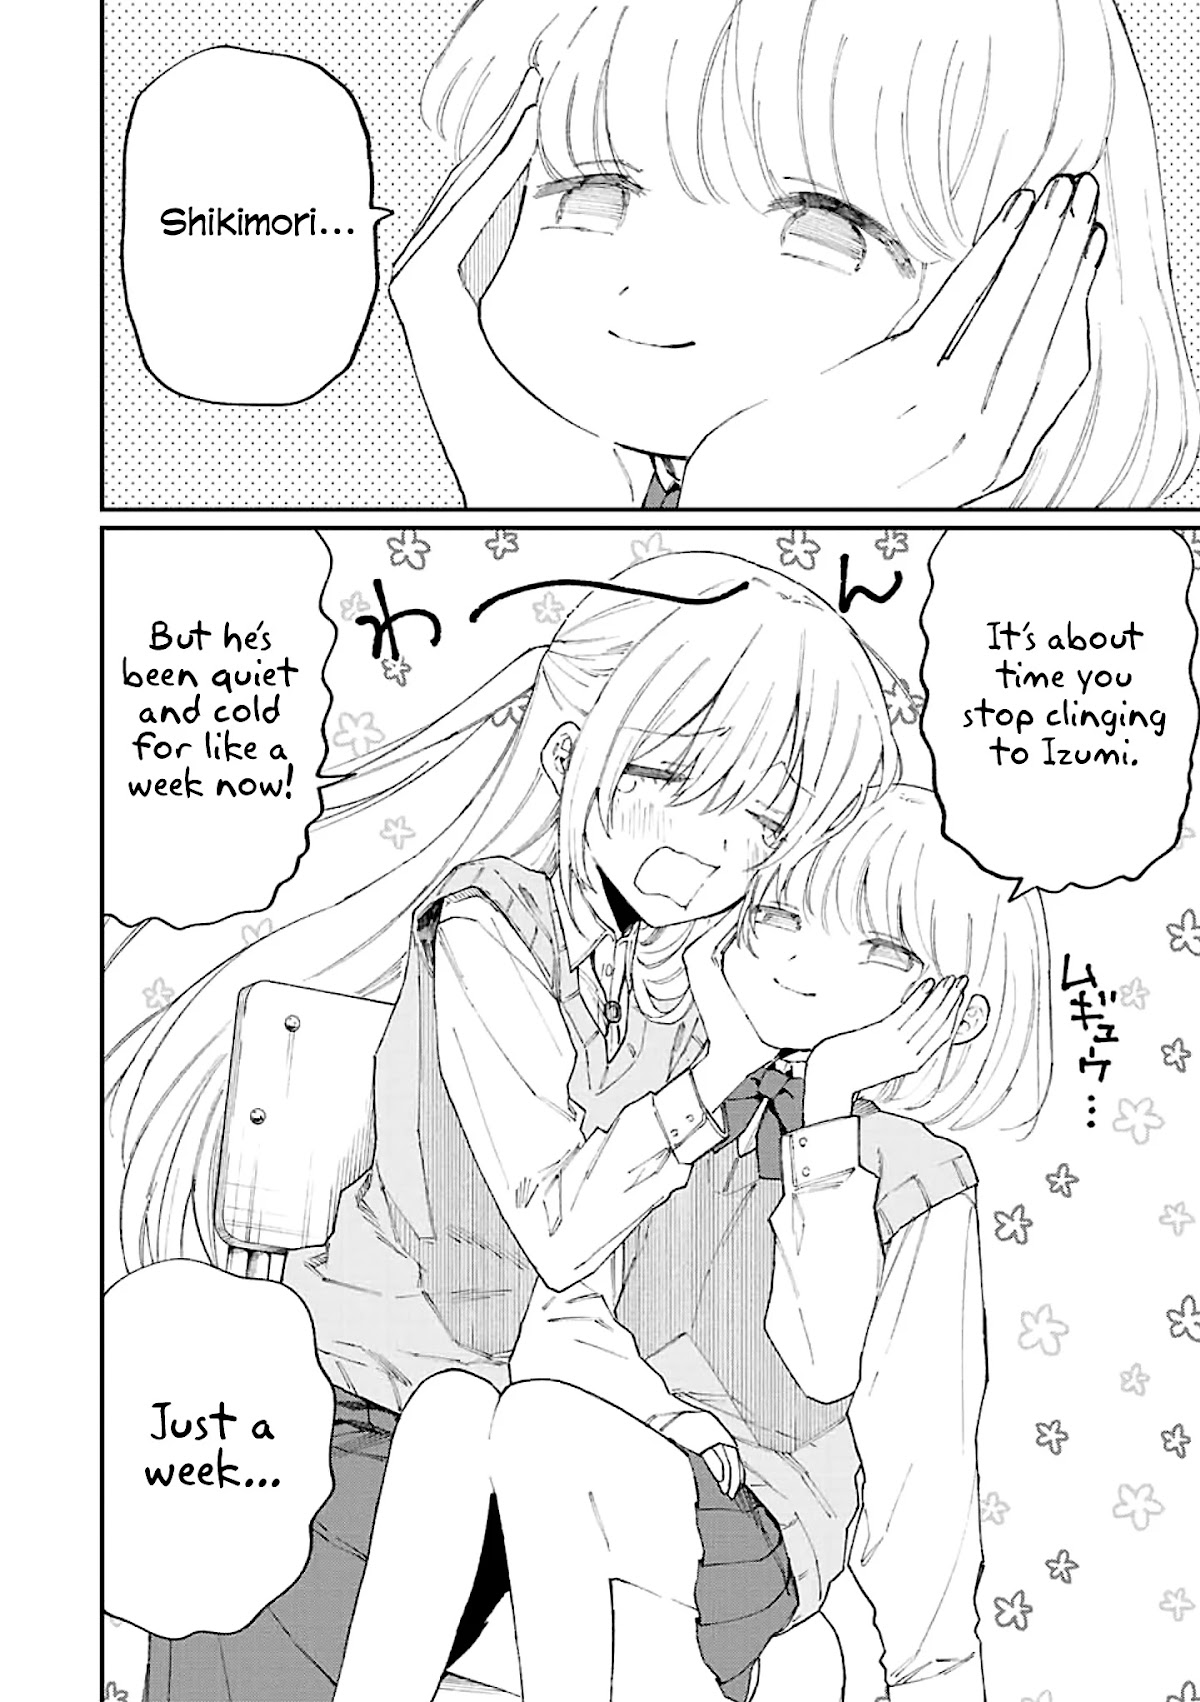 Shikimori...
It's about
time you
stop clinging
to Izumi.
ムギュウ...
わーん
But he's
been quiet
and cold
for like a
week now!
Just a
week...